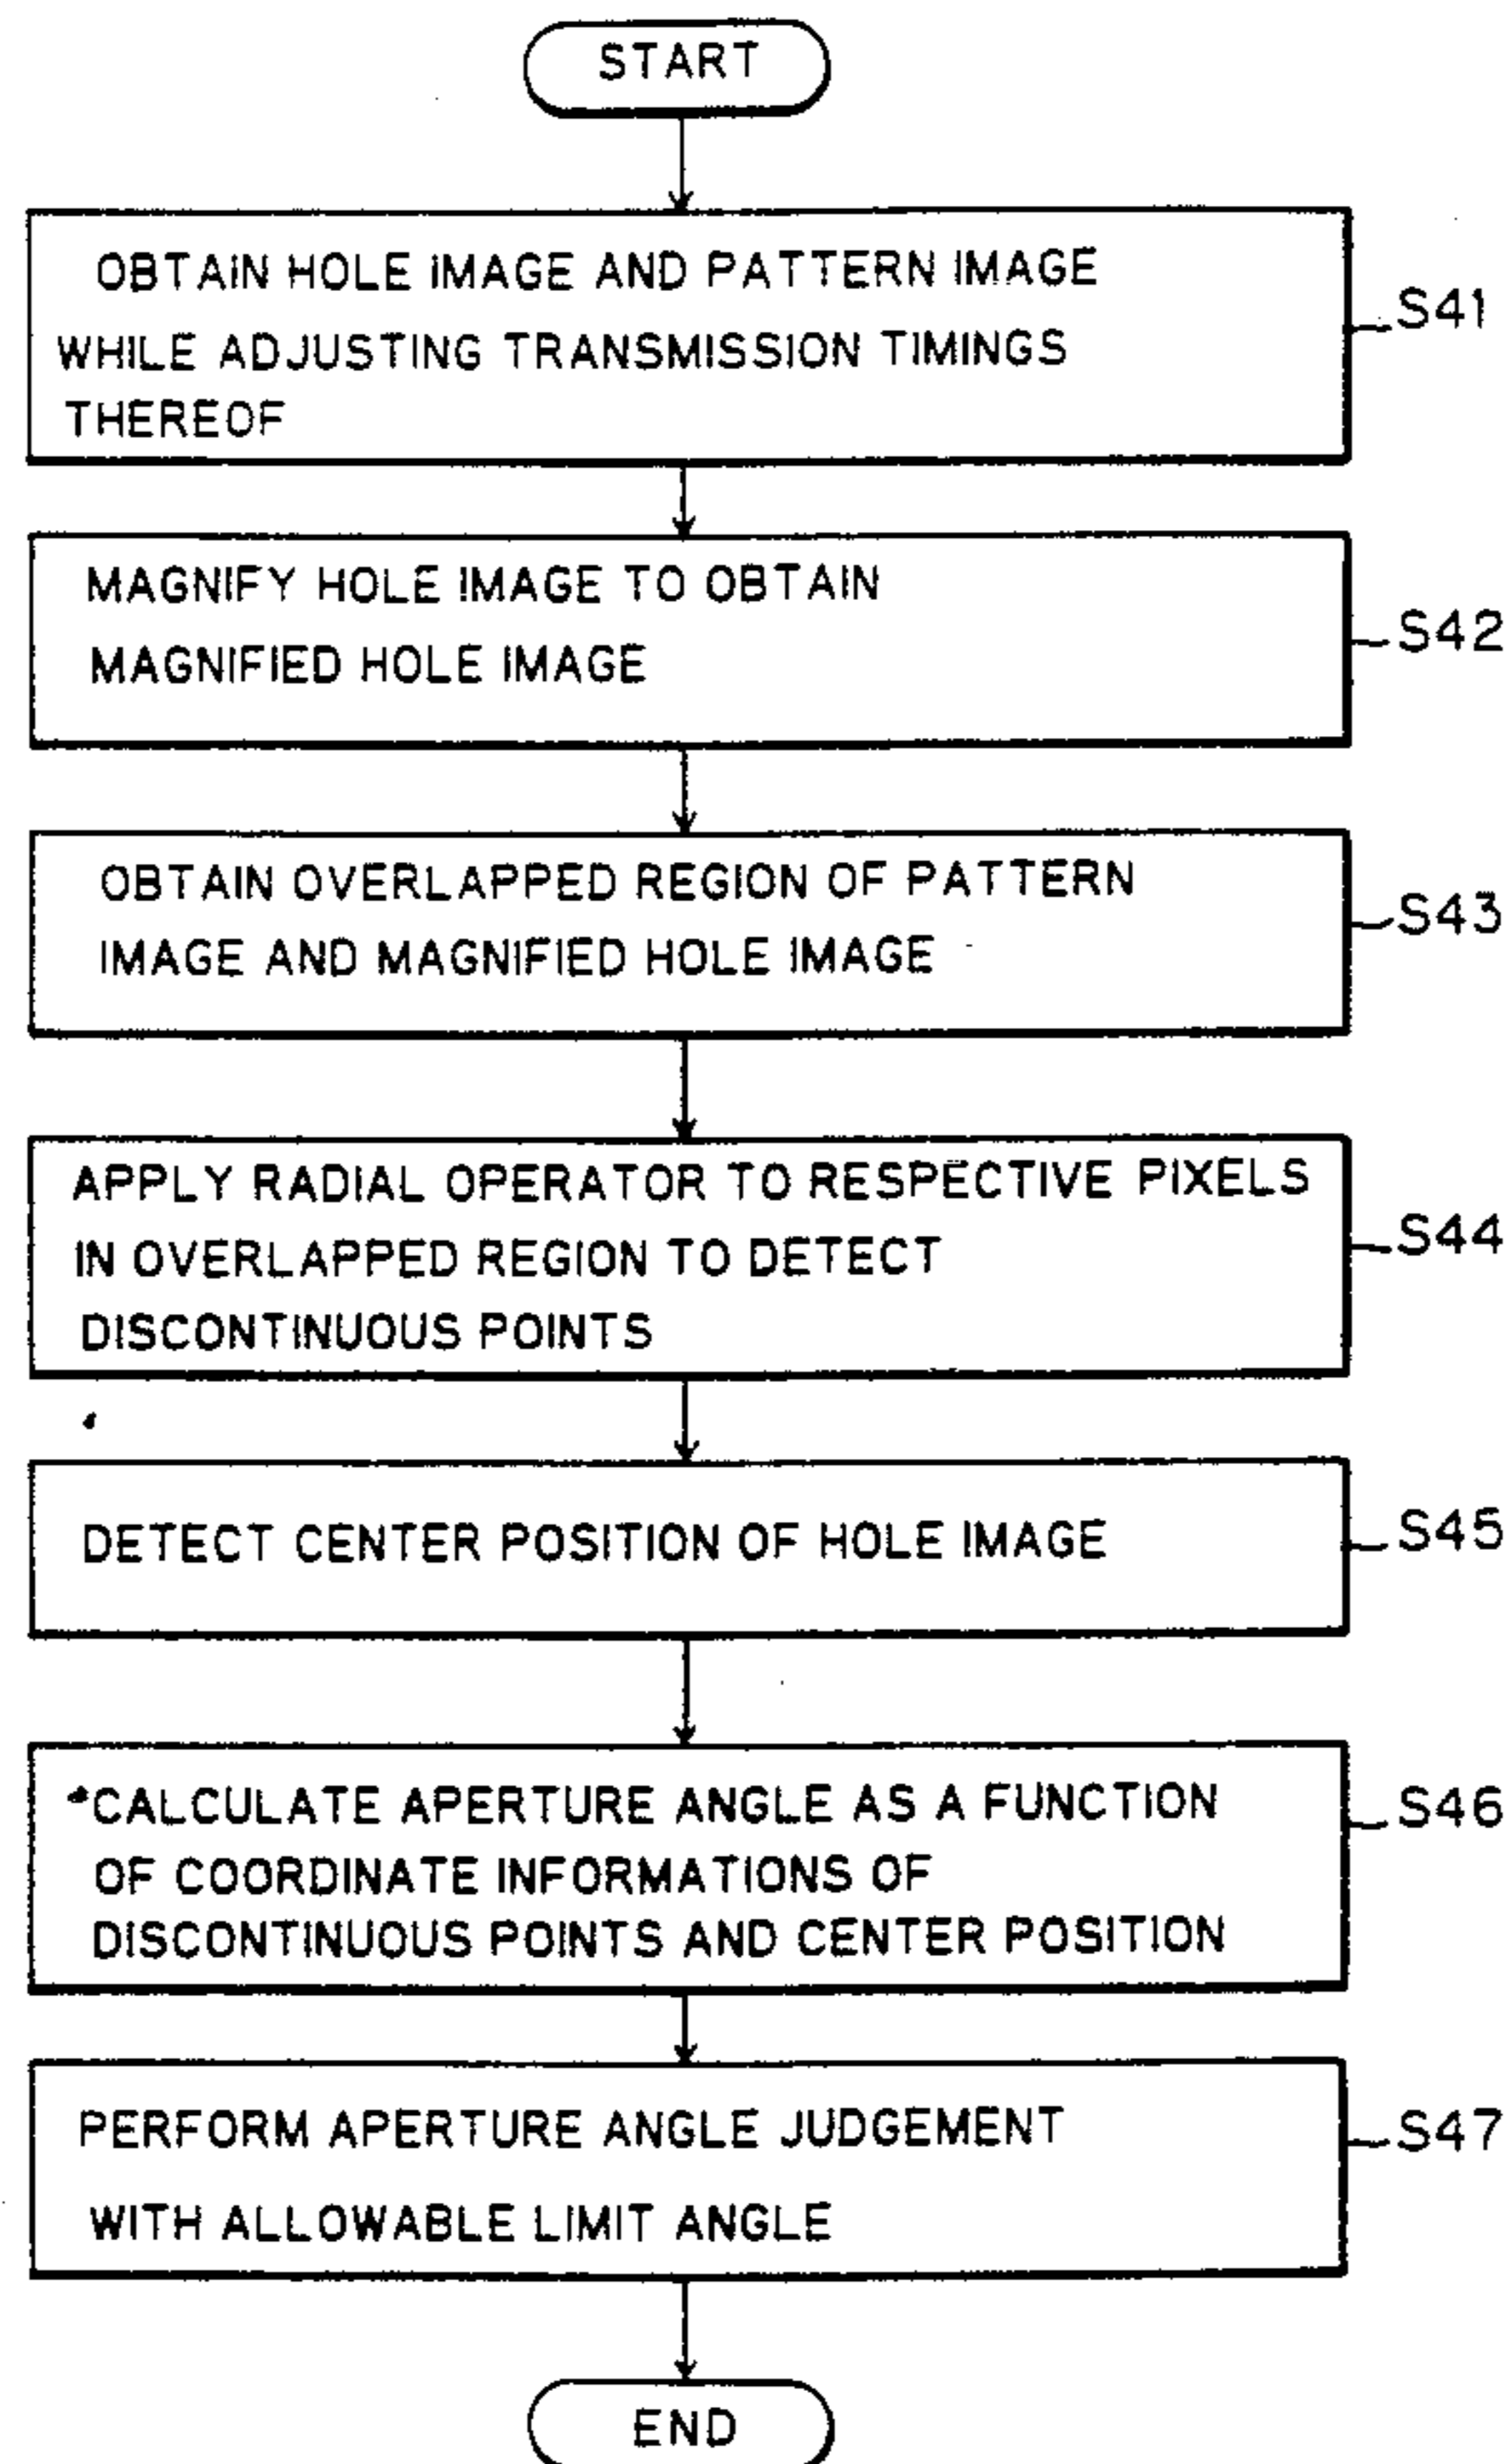 START
OBTAIN HOLE IMAGE AND PATTERN IMAGE
WHILE ADJUSTING TRANSMISSION TIMINGS
THEREOF
S41
MAGNIFY HOLE IMAGE TO OBTAIN
MAGNIFIED HOLE IMAGE
S42
OBTAIN OVERLAPPED REGION OF PATTERN
IMAGE AND MAGNIFIED HOLE IMAGE
S43
APPLY RADIAL OPERATOR TO RESPECTIVE PIXELS
IN OVERLAPPED REGION TO DETECT
DISCONTINUOUS POINTS
S44
DETECT CENTER POSITION OF HOLE IMAGE
S45
CALCULATE APERTURE ANGLE AS A FUNCTION
OF COORDINATE INFORMATIONS OF
DISCONTINUOUS POINTS AND CENTER POSITION
S46
PERFORM APERTURE ANGLE JUDGEMENT
WITH ALLOWABLE LIMIT ANGLE
S47
END